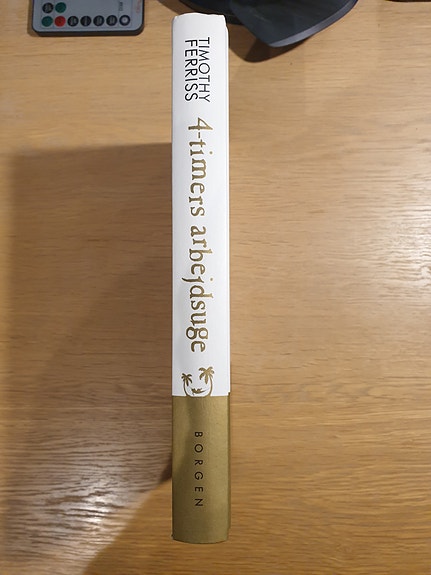 TIMOTHY
FERRISS
4-timers arbejdsuge
BORGEN